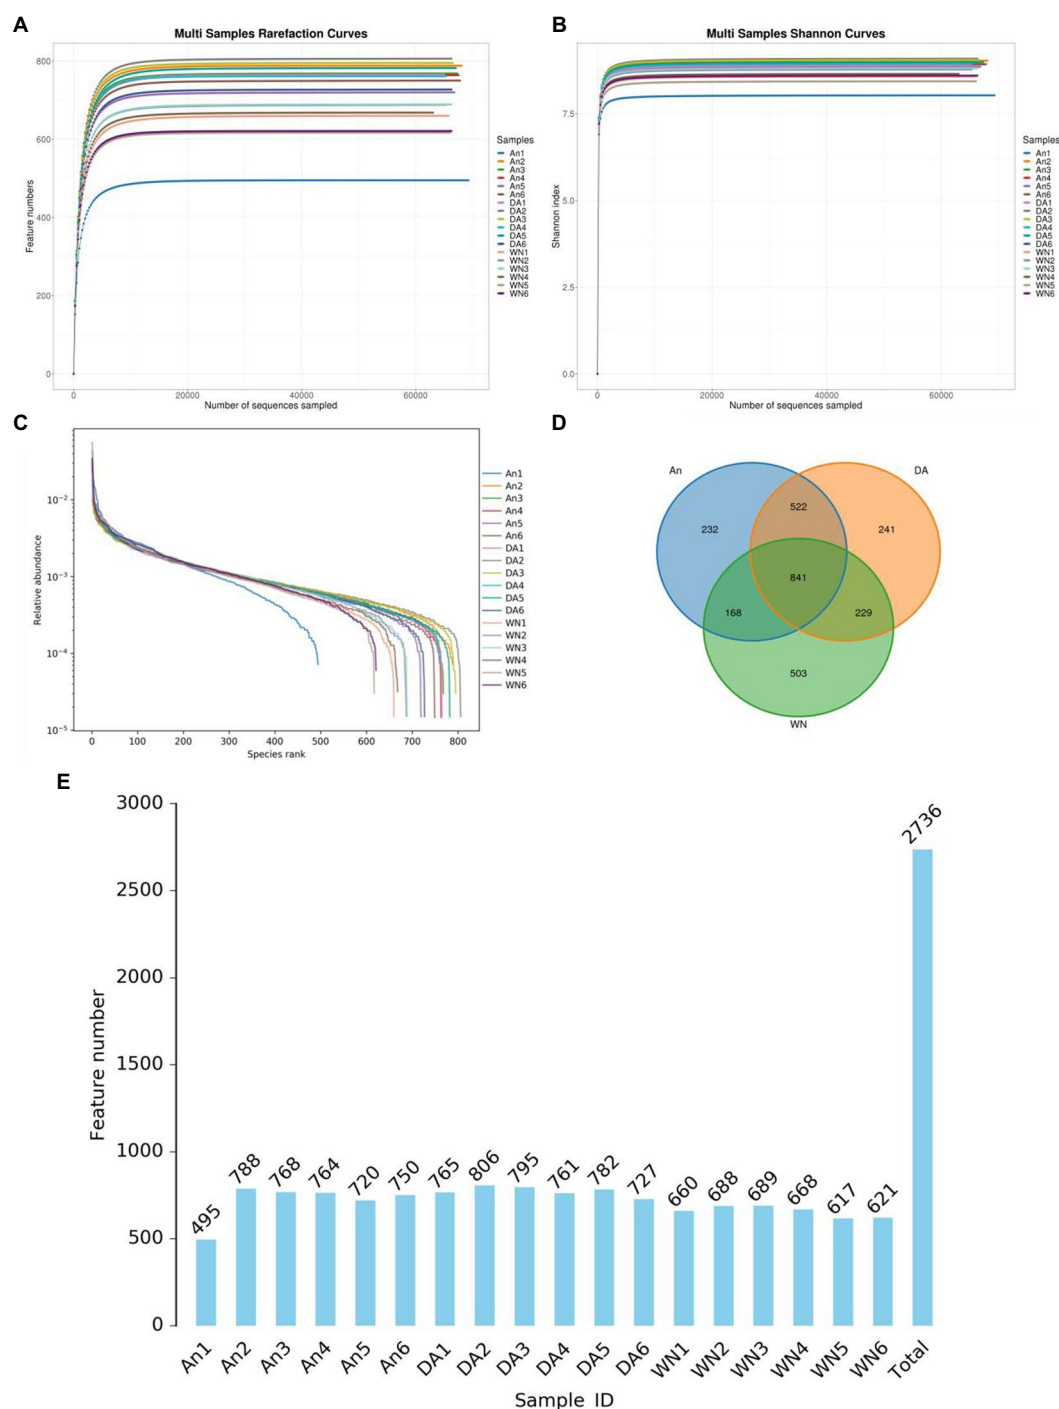 A
Multi Samples Rarefaction Curves
Feature numbers
800
600
400
200
0
0 20000 40000 60000
Number of sequences sampled
Samples
An1
An2
An3
An4
An5
An6
DA1
DA2
DA3
DA4
DA5
DA6
WN1
WN2
WN3
WN4
WN5
WN6
B
Multi Samples Shannon Curves
Shannon index
7.5
5.0
2.5
0.0
0 20000 40000 60000
Number of sequences sampled
Samples
An1
An2
An3
An4
An5
An6
DA1
DA2
DA3
DA4
DA5
DA6
WN1
WN2
WN3
WN4
WN5
WN6
C
Relative abundance
10−2
10−3
10−4
10−5
0 100 200 300 400 500 600 700 800
Species rank
An1
An2
An3
An4
An5
An6
DA1
DA2
DA3
DA4
DA5
DA6
WN1
WN2
WN3
WN4
WN5
WN6
D
An DA
522
232 241
841
168 229
503
WN
E
Feature number
3000
2500
2000
1500
1000
500
0
495 788 768 764 720 750 765 806 795 761 782 727 660 688 689 668 617 621 2736
An1 An2 An3 An4 An5 An6 DA1 DA2 DA3 DA4 DA5 DA6 WN1 WN2 WN3 WN4 WN5 WN6 Total
Sample ID